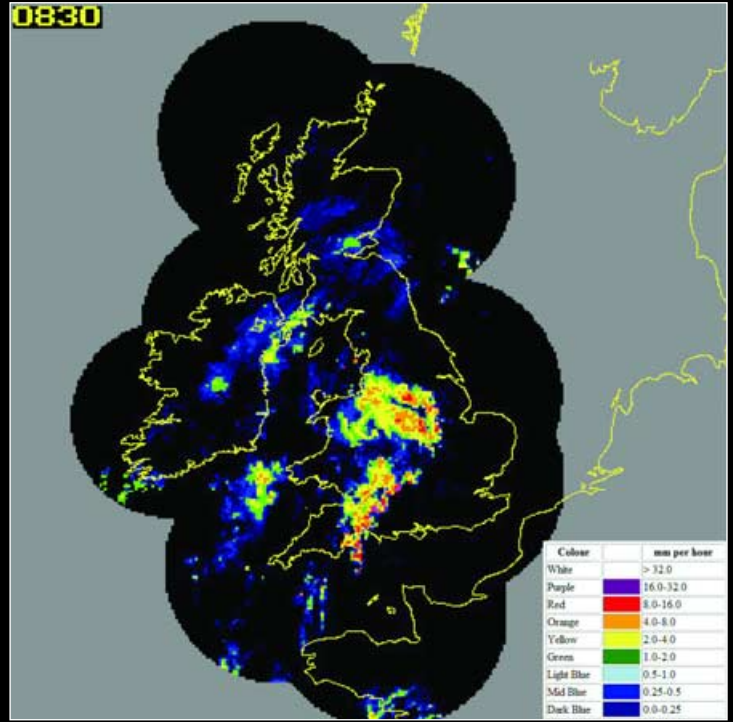 0830
Colour mm per hour
White > 32.0
Purple 16.0-32.0
Red 8.0-16.0
Orange 4.0-8.0
Yellow 2.0-4.0
Green 1.0-2.0
Light Blue 0.5-1.0
Mid Blue 0.25-0.5
Dark Blue 0.0-0.25